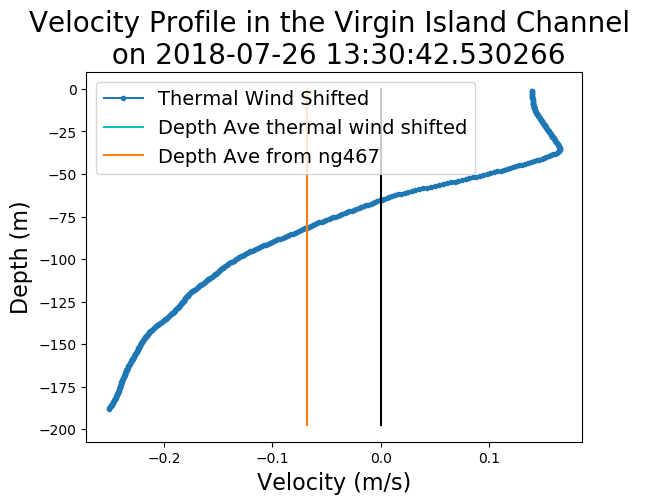 Velocity Profile in the Virgin Island Channel
on 2018-07-26 13:30:42.530266
Thermal Wind Shifted
Depth Ave thermal wind shifted
Depth Ave from ng467
0
−25
−50
−75
−100
−125
−150
−175
−200
Depth (m)
−0.2
−0.1
0.0
0.1
Velocity (m/s)